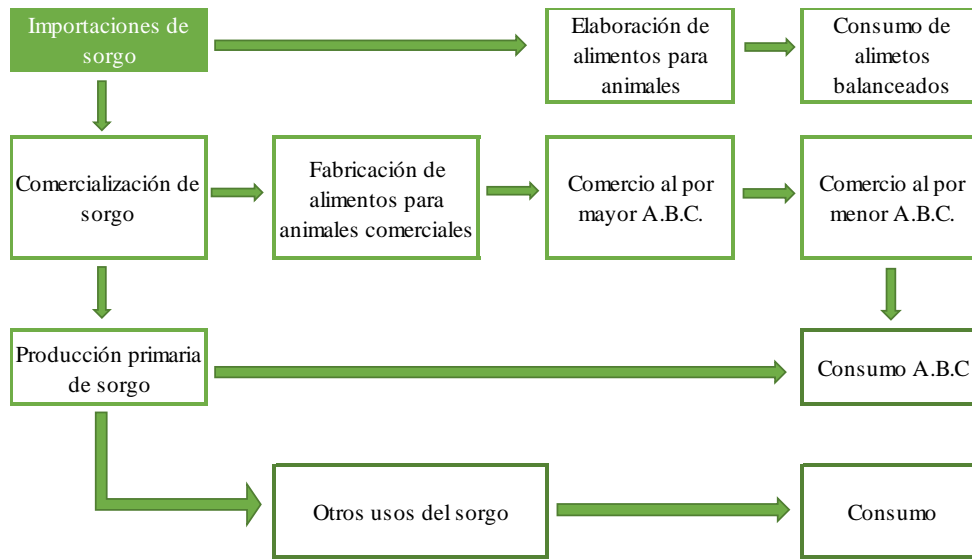 Importaciones de
sorgo
Elaboración de
alimentos para
animales
Consumo de
alimetos
balanceados
Comercialización de
sorgo
Fabricación de
alimentos para
animales comerciales
Comercio al por
mayor A.B.C.
Comercio al por
menor A.B.C.
Producción primaria
de sorgo
Consumo A.B.C
Otros usos del sorgo
Consumo